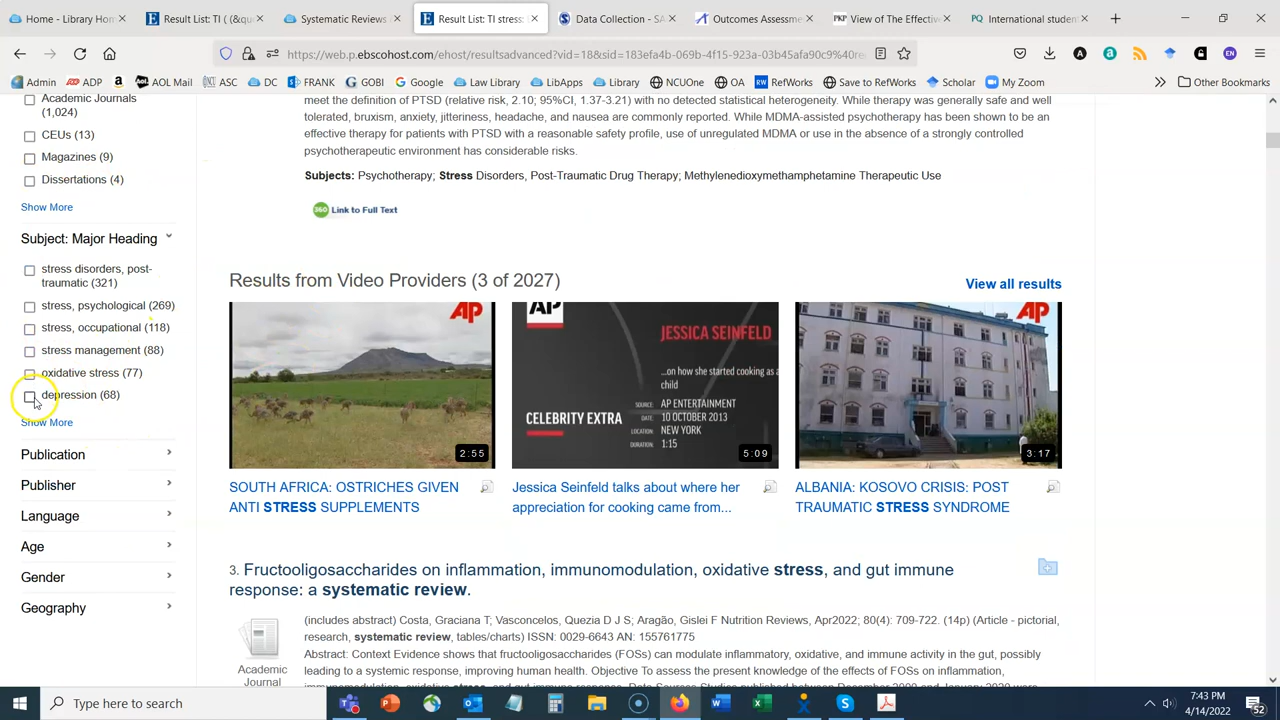 Home - Library Hom
Result List: TI ( (&qu
Systematic Reviews
Result List: TI stress:
Data Collection - SA
Outcomes Assessme
PKP View of The Effectiv
PQ International studen
https://web.p.ebscohost.com/ehost/resultsadvanced?vid=18&sid=183efa4b-069b-4f15-923a-03b45afa90c9%40re
A a EN
Admin ADP AOL Mail ASC DC FRANK GOBI Google Law Library LibApps Library NCUOne OA RW RefWorks Save to RefWorks Scholar My Zoom Other Bookmarks
Academic Journals
(1,024)
CEUs (13)
Magazines (9)
Dissertations (4)
Show More
Subject: Major Heading
stress disorders, post-
traumatic (321)
stress, psychological (269)
stress, occupational (118)
stress management (88)
oxidative stress (77)
depression (68)
Show More
Publication
Publisher
Language
Age
Gender
Geography
meet the definition of PTSD (relative risk, 2.10; 95%CI, 1.37-3.21) with no detected statistical heterogeneity. While therapy was generally safe and well
tolerated, bruxism, anxiety, jitteriness, headache, and nausea are commonly reported. While MDMA-assisted psychotherapy has been shown to be an
effective therapy for patients with PTSD with a reasonable safety profile, use of unregulated MDMA or use in the absence of a strongly controlled
psychotherapeutic environment has considerable risks.
Subjects: Psychotherapy; Stress Disorders, Post-Traumatic Drug Therapy; Methylenedioxymethamphetamine Therapeutic Use
360 Link to Full Text
Results from Video Providers (3 of 2027)
View all results
AP
2:55
AP
JESSICA SEINFELD
...on how she started cooking as a
child
CELEBRITY EXTRA
SOURCE: AP ENTERTAINMENT
DATE: 10 OCTOBER 2013
LOCATION: NEW YORK
DURATION: 1:15
5:09
AP
3:17
SOUTH AFRICA: OSTRICHES GIVEN
ANTI STRESS SUPPLEMENTS
Jessica Seinfeld talks about where her
appreciation for cooking came from...
ALBANIA: KOSOVO CRISIS: POST
TRAUMATIC STRESS SYNDROME
3. Fructooligosaccharides on inflammation, immunomodulation, oxidative stress, and gut immune
response: a systematic review.
Academic
Journal
(includes abstract) Costa, Graciana T; Vasconcelos, Quezia D J S; Aragão, Gislei F Nutrition Reviews, Apr2022; 80(4): 709-722. (14p) (Article - pictorial,
research, systematic review, tables/charts) ISSN: 0029-6643 AN: 155761775
Abstract: Context Evidence shows that fructooligosaccharides (FOSs) can modulate inflammatory, oxidative, and immune activity in the gut, possibly
leading to a systemic response, improving human health. Objective To assess the present knowledge of the effects of FOSs on inflammation,
Type here to search
7:43 PM
4/14/2022
52